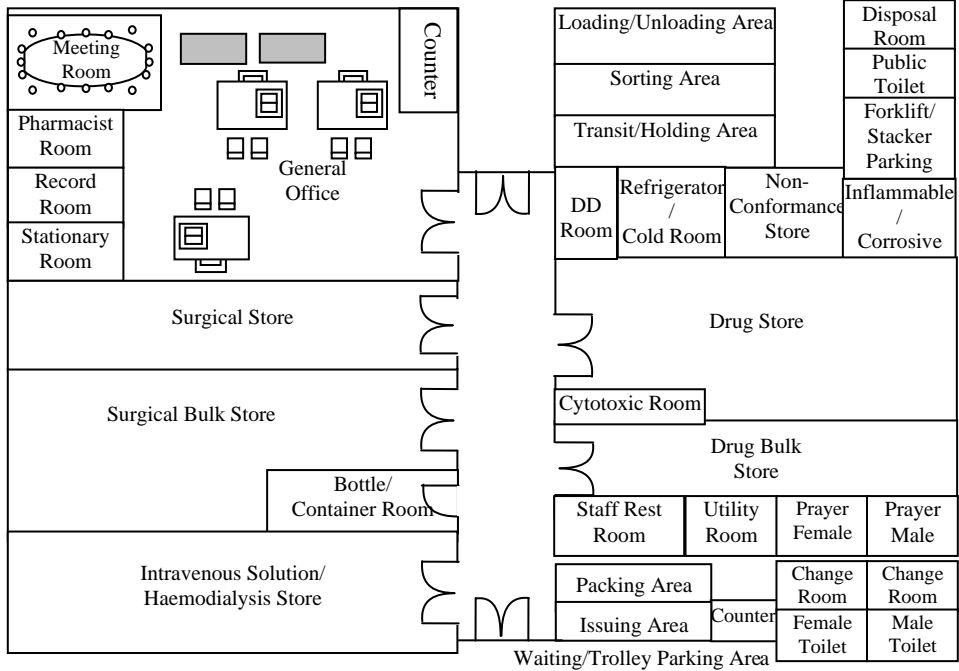 Meeting
Room
Counter
Pharmacist
Room
Record
Room
Stationary
Room
General
Office
Surgical Store
Surgical Bulk Store
Bottle/
Container Room
Intravenous Solution/
Haemodialysis Store
Loading/Unloading Area
Sorting Area
Transit/Holding Area
Disposal
Room
Public
Toilet
Forklift/
Stacker
Parking
DD
Room
Refrigerator
/
Cold Room
Non-
Conformance
Store
Inflammable
/
Corrosive
Drug Store
Cytotoxic Room
Drug Bulk
Store
Staff Rest
Room
Utility
Room
Prayer
Female
Prayer
Male
Packing Area
Issuing Area
Counter
Change
Room
Change
Room
Female
Toilet
Male
Toilet
Waiting/Trolley Parking Area